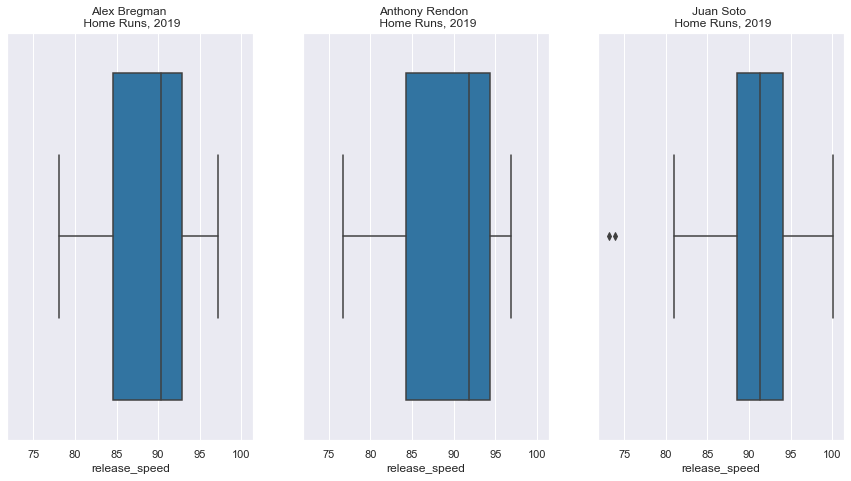 Alex Bregman
Home Runs, 2019
75 80 85 90 95 100
release_speed
Anthony Rendon
Home Runs, 2019
75 80 85 90 95 100
release_speed
Juan Soto
Home Runs, 2019
75 80 85 90 95 100
release_speed